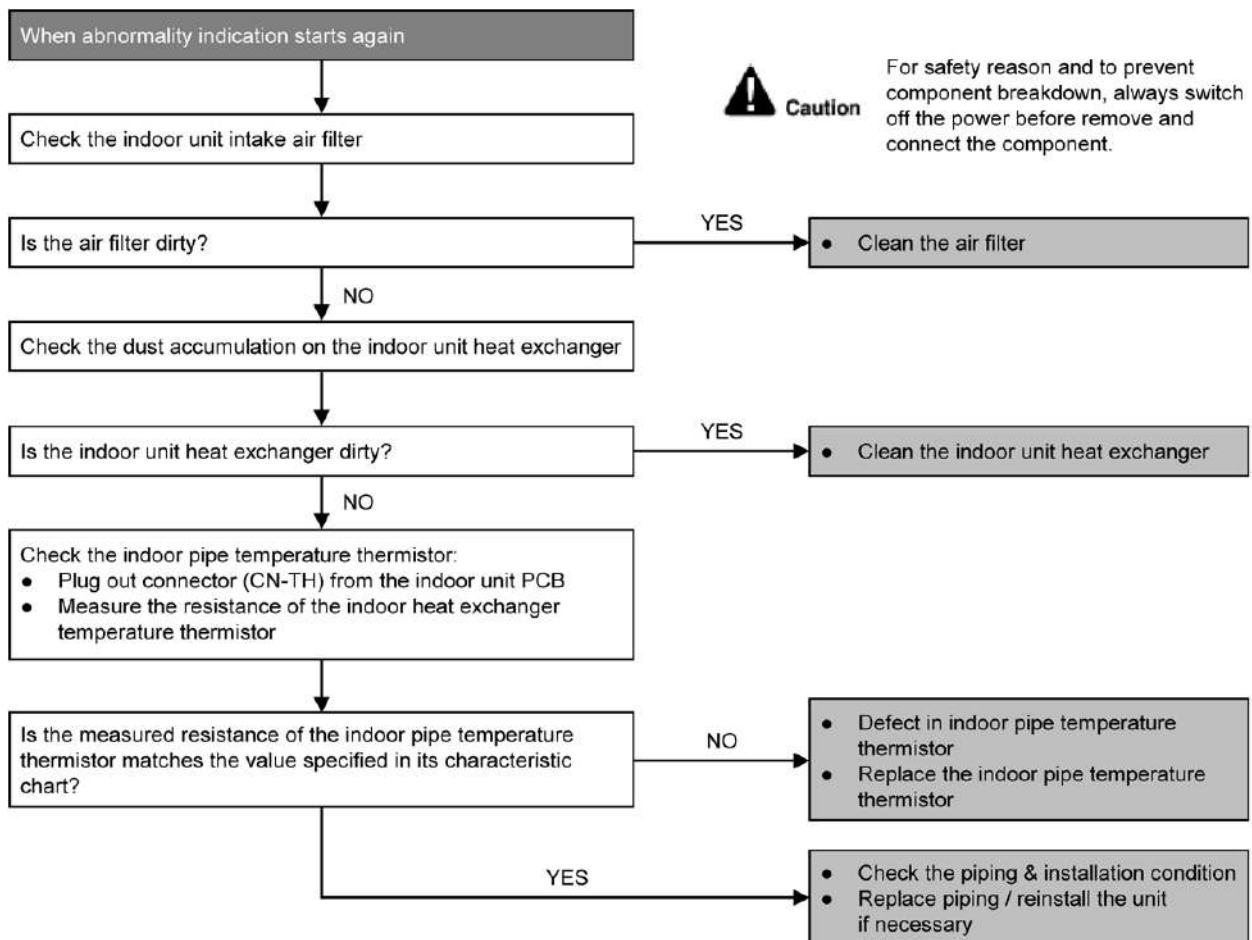 When abnormality indication starts again
Caution
For safety reason and to prevent
component breakdown, always switch
off the power before remove and
connect the component.
Check the indoor unit intake air filter
Is the air filter dirty?
YES
● Clean the air filter
NO
Check the dust accumulation on the indoor unit heat exchanger
Is the indoor unit heat exchanger dirty?
YES
● Clean the indoor unit heat exchanger
NO
Check the indoor pipe temperature thermistor:
● Plug out connector (CN-TH) from the indoor unit PCB
● Measure the resistance of the indoor heat exchanger
temperature thermistor
Is the measured resistance of the indoor pipe temperature
thermistor matches the value specified in its characteristic
chart?
NO
● Defect in indoor pipe temperature
thermistor
● Replace the indoor pipe temperature
thermistor
YES
● Check the piping & installation condition
● Replace piping / reinstall the unit
if necessary